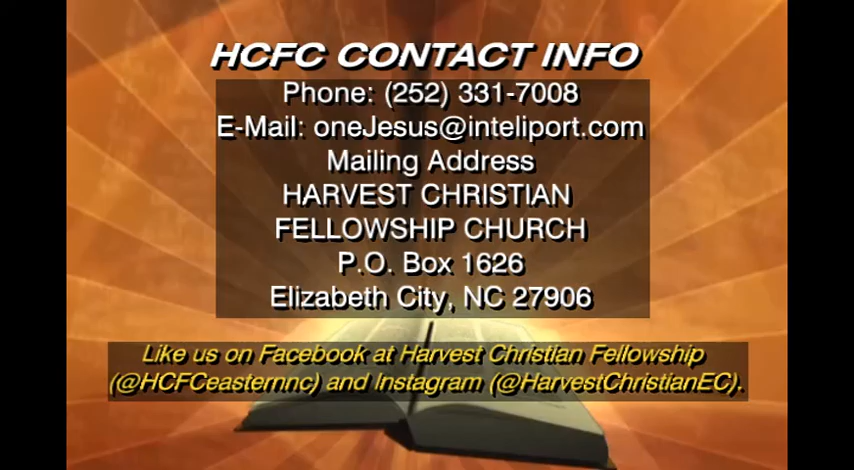 HCFC CONTACT INFO
Phone: (252) 331-7008
E-Mail: oneJesus@inteliport.com
Mailing Address
HARVEST CHRISTIAN
FELLOWSHIP CHURCH
P.O. Box 1626
Elizabeth City, NC 27906
Like us on Facebook at Harvest Christian Fellowship
(@HCFCeasternnc) and Instagram (@HarvestChristianEC).